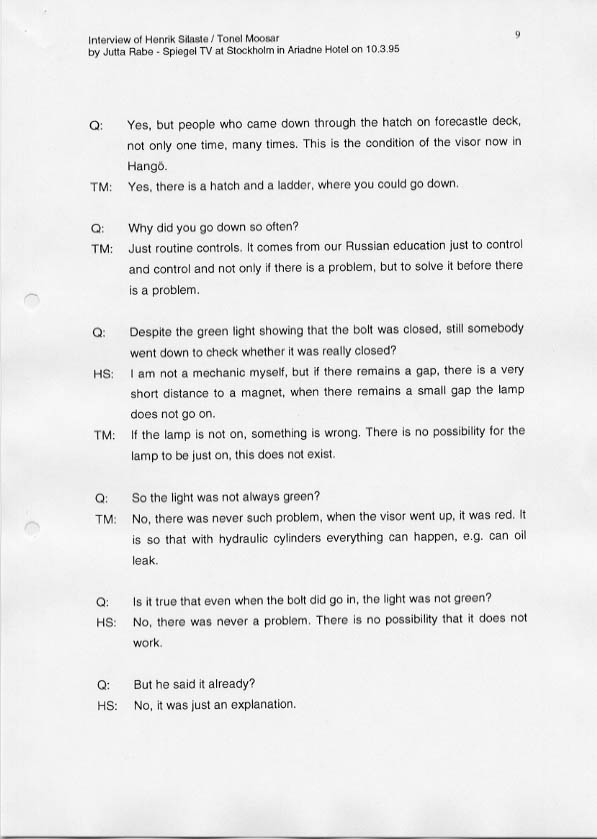 Interview of Henrik Sillaste / Tonel Moosar
9
by Jutta Rabe - Spiegel TV at Stockholm in Ariadne Hotel on 10.3.95
Q: Yes, but people who came down through the hatch on forecastle deck,
not only one time, many times. This is the condition of the visor now in
Hangö.
TM: Yes, there is a hatch and a ladder, where you could go down.
Q: Why did you go down so often?
TM: Just routine controls. It comes from our Russian education just to control
and control and not only if there is a problem, but to solve it before there
is a problem.
Q: Despite the green light showing that the bolt was closed, still somebody
went down to check whether it was really closed?
HS: I am not a mechanic myself, but if there remains a gap, there is a very
short distance to a magnet, when there remains a small gap the lamp
does not go on.
TM: If the lamp is not on, something is wrong. There is no possibility for the
lamp to be just on, this does not exist.
Q: So the light was not always green?
TM: No, there was never such problem, when the visor went up, it was red. It
is so that with hydraulic cylinders everything can happen, e.g. can oil
leak.
Q: Is it true that even when the bolt did go in, the light was not green?
HS: No, there was never a problem. There is no possibility that it does not
work.
Q: But he said it already?
HS: No, it was just an explanation.